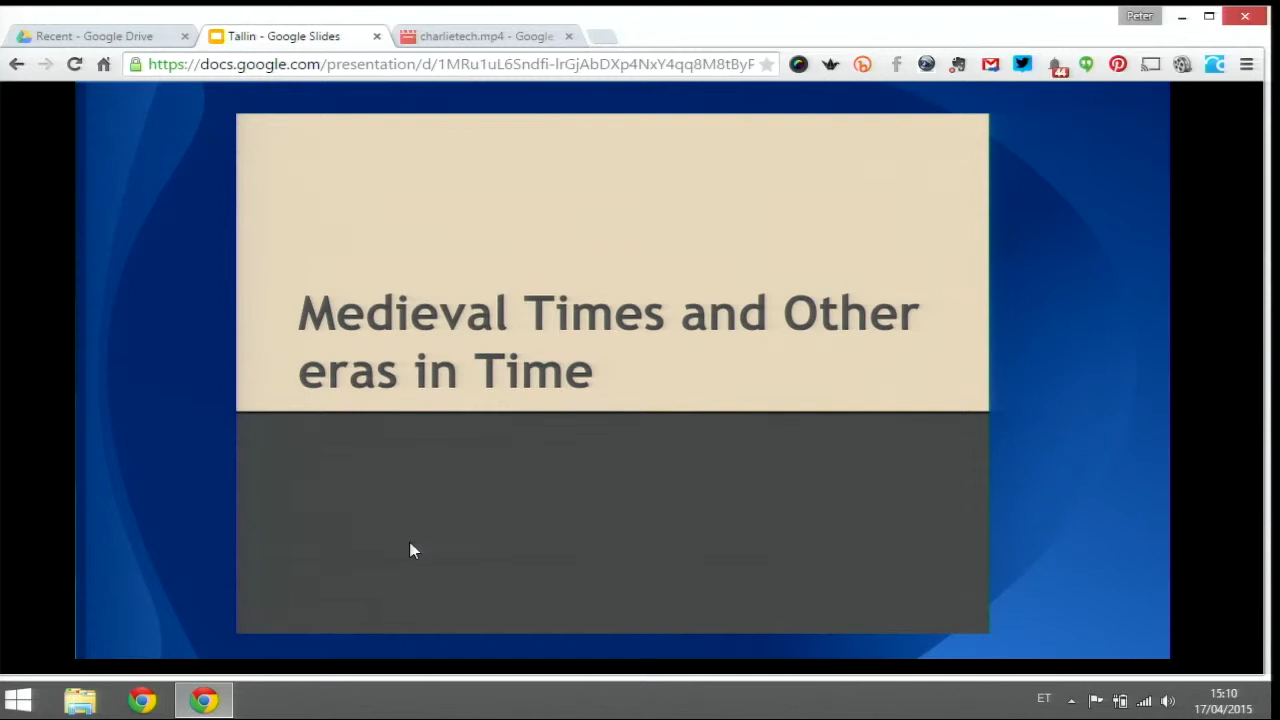 Peter
Recent - Google Drive
Tallin - Google Slides
charlietech.mp4 - Google
https://docs.google.com/presentation/d/1MRu1uL6Sndfi-lrGjAbDXp4NxY4qq8M8tByF
44
Medieval Times and Other
eras in Time
ET
15:10
17/04/2015